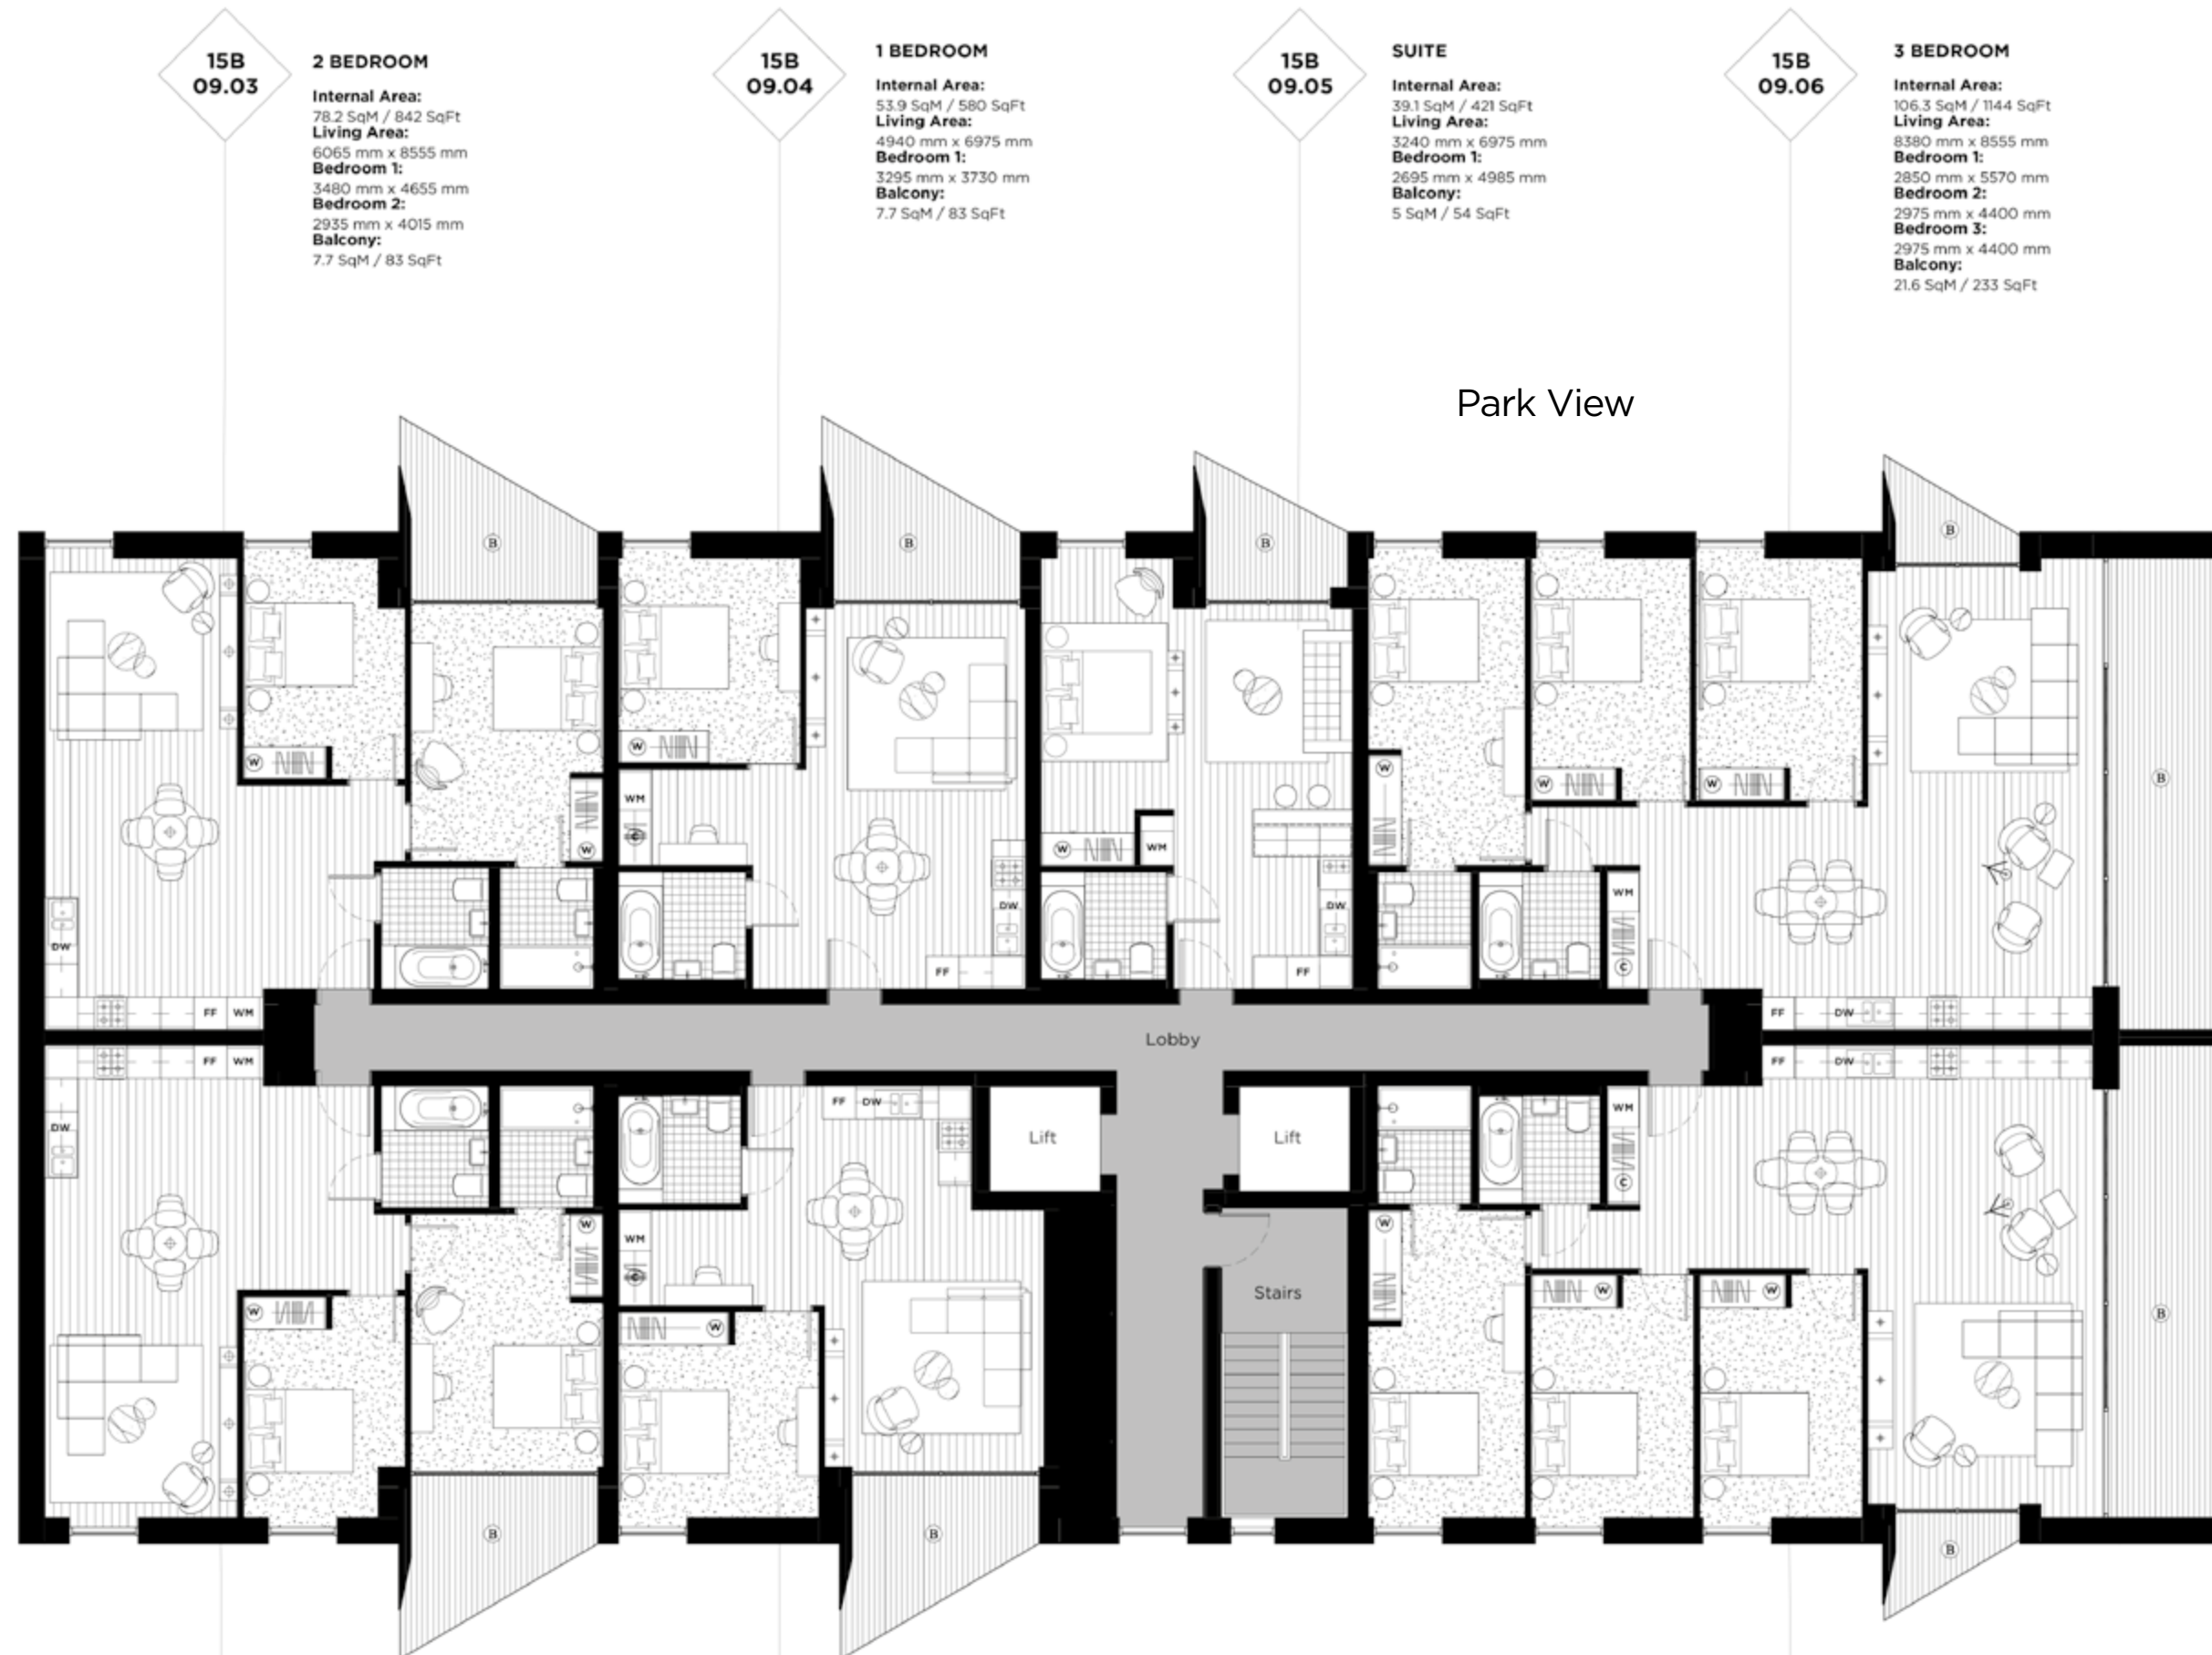 15B
09.03
2 BEDROOM
Internal Area:
78.2 SqM / 842 SqFt
Living Area:
6065 mm x 8555 mm
Bedroom 1:
3480 mm x 4655 mm
Bedroom 2:
2935 mm x 4015 mm
Balcony:
7.7 SqM / 83 SqFt
15B
09.04
1 BEDROOM
Internal Area:
53.9 SqM / 580 SqFt
Living Area:
4940 mm x 6975 mm
Bedroom 1:
3295 mm x 3730 mm
Balcony:
7.7 SqM / 83 SqFt
15B
09.05
SUITE
Internal Area:
39.1 SqM / 421 SqFt
Living Area:
3240 mm x 6975 mm
Bedroom 1:
2695 mm x 4985 mm
Balcony:
5 SqM / 54 SqFt
15B
09.06
3 BEDROOM
Internal Area:
106.3 SqM / 1144 SqFt
Living Area:
8380 mm x 8555 mm
Bedroom 1:
2850 mm x 5570 mm
Bedroom 2:
2975 mm x 4400 mm
Bedroom 3:
2975 mm x 4400 mm
Balcony:
21.6 SqM / 233 SqFt
Park View
B
B
B
B
W
W
W
WM
C
W
W
WM
W
W
W
B
DW
DW
DW
WM
C
FF
FF
FF WM
FF DW
Lobby
FF WM
FF DW
DW
FF DW
Lift
Lift
WM
C
W
WM
C
W
W
W
W
W
Stairs
B
B
B
B